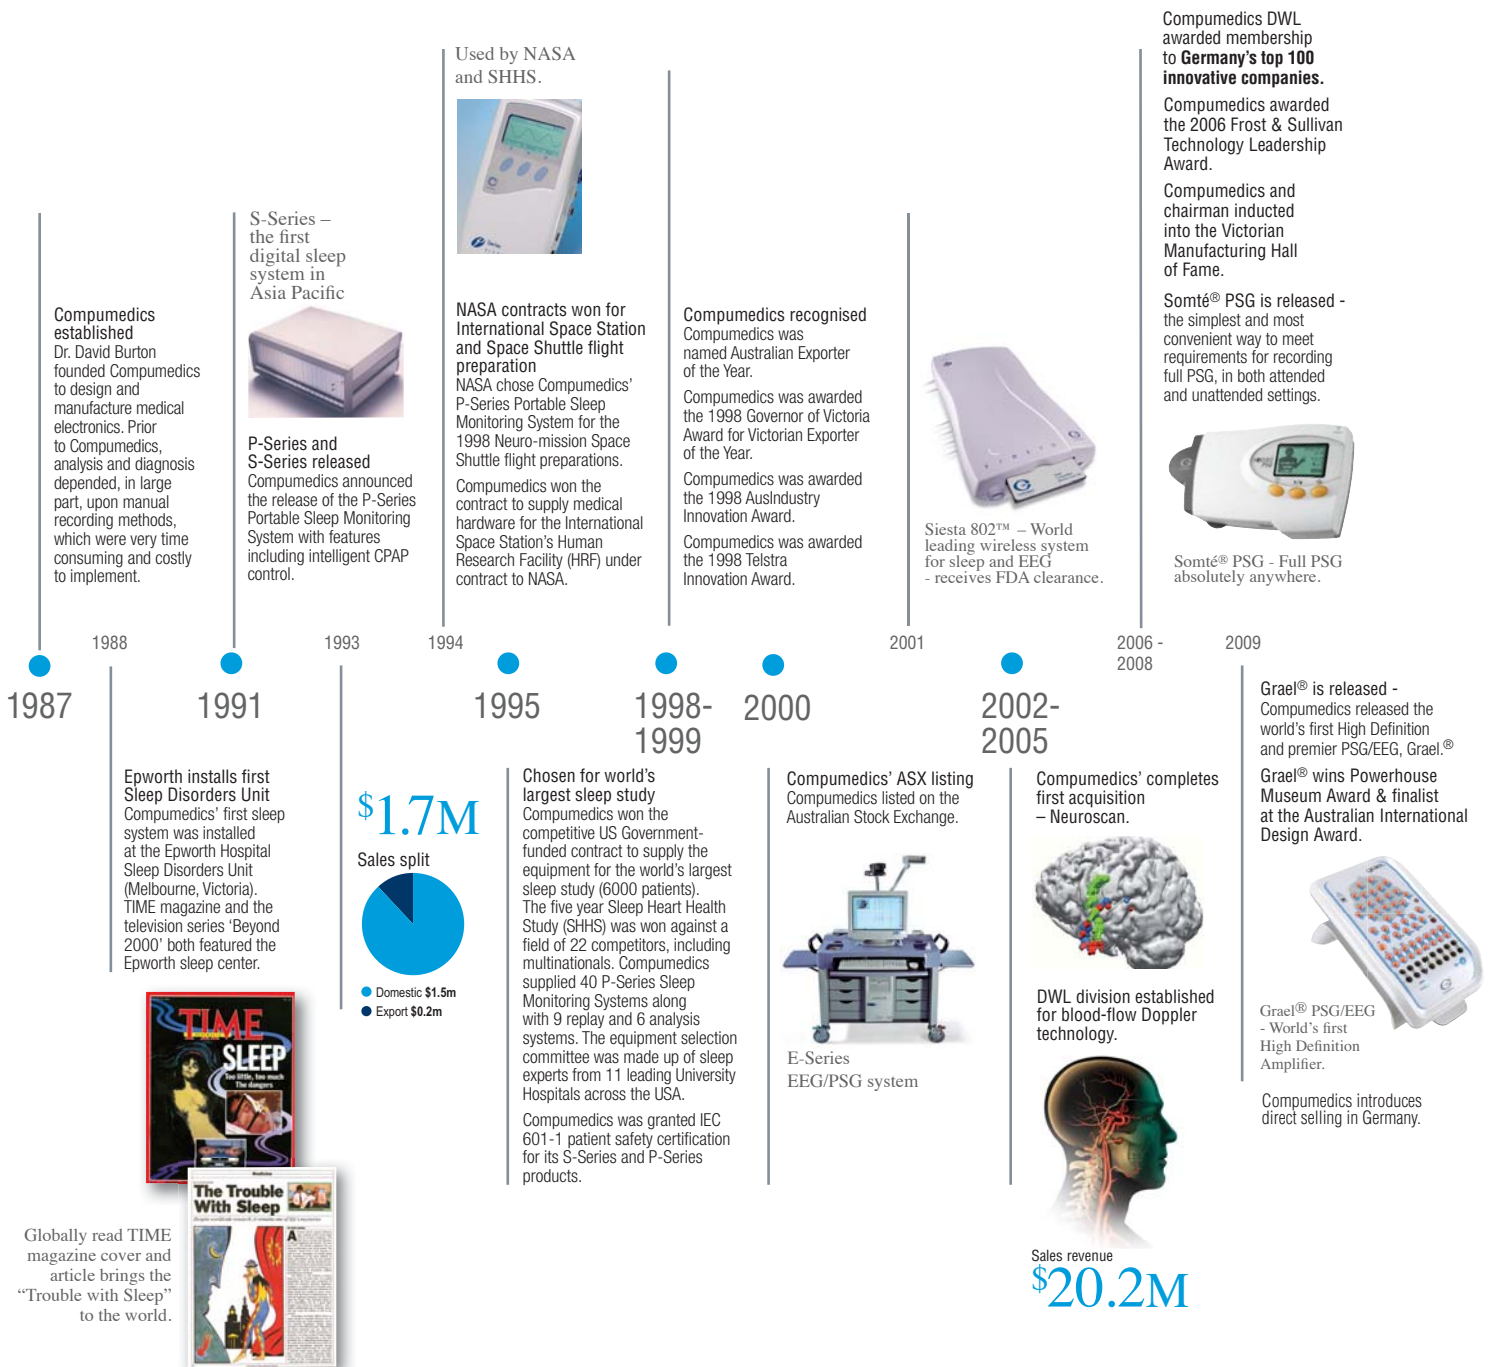 Compumedics
established
Dr. David Burton
founded Compumedics
to design and
manufacture medical
electronics. Prior
to Compumedics,
analysis and diagnosis
depended, in large
part, upon manual
recording methods,
which were very time
consuming and costly
to implement.
1987
1988
Epworth installs first
Sleep Disorders Unit
Compumedics' first sleep
system was installed
at the Epworth Hospital
Sleep Disorders Unit
(Melbourne, Victoria).
TIME magazine and the
television series ‘Beyond
2000’ both featured the
Epworth sleep center.
TIME
SLEEP
Too little, too much
The dangers
The Trouble
With Sleep
Globally read TIME
magazine cover and
article brings the
“Trouble with Sleep”
to the world.
S-Series –
the first
digital sleep
system in
Asia Pacific
P-Series and
S-Series released
Compumedics announced
the release of the P-Series
Portable Sleep Monitoring
System with features
including intelligent CPAP
control.
1991
1993
$1.7M
Sales split
Domestic $1.5m
Export $0.2m
Used by NASA
and SHHS.
NASA contracts won for
International Space Station
and Space Shuttle flight
preparation
NASA chose Compumedics’
P-Series Portable Sleep
Monitoring System for the
1998 Neuro-mission Space
Shuttle flight preparations.
Compumedics won the
contract to supply medical
hardware for the International
Space Station’s Human
Research Facility (HRF) under
contract to NASA.
1994
1995
Chosen for world’s
largest sleep study
Compumedics won the
competitive US Government-
funded contract to supply the
equipment for the world’s largest
sleep study (6000 patients).
The five year Sleep Heart Health
Study (SHHS) was won against a
field of 22 competitors, including
multinationals. Compumedics
supplied 40 P-Series Sleep
Monitoring Systems along
with 9 replay and 6 analysis
systems. The equipment selection
committee was made up of sleep
experts from 11 leading University
Hospitals across the USA.
Compumedics was granted IEC
601-1 patient safety certification
for its S-Series and P-Series
products.
Compumedics recognised
Compumedics was
named Australian Exporter
of the Year.
Compumedics was awarded
the 1998 Governor of Victoria
Award for Victorian Exporter
of the Year.
Compumedics was awarded
the 1998 AusIndustry
Innovation Award.
Compumedics was awarded
the 1998 Telstra
Innovation Award.
1998-
1999
2000
Compumedics’ ASX listing
Compumedics listed on the
Australian Stock Exchange.
E-Series
EEG/PSG system
Siesta 802™ – World
leading wireless system
for sleep and EEG
- receives FDA clearance.
2001
2002-
2005
Compumedics’ completes
first acquisition
– Neuroscan.
DWL division established
for blood-flow Doppler
technology.
Sales revenue
$20.2M
Compumedics DWL
awarded membership
to Germany’s top 100
innovative companies.
Compumedics awarded
the 2006 Frost & Sullivan
Technology Leadership
Award.
Compumedics and
chairman inducted
into the Victorian
Manufacturing Hall
of Fame.
Somté® PSG is released -
the simplest and most
convenient way to meet
requirements for recording
full PSG, in both attended
and unattended settings.
Somté® PSG - Full PSG
absolutely anywhere.
2006 -
2008
2009
Grael® is released -
Compumedics released the
world’s first High Definition
and premier PSG/EEG, Grael.®
Grael® wins Powerhouse
Museum Award & finalist
at the Australian International
Design Award.
Grael® PSG/EEG
- World’s first
High Definition
Amplifier.
Compumedics introduces
direct selling in Germany.